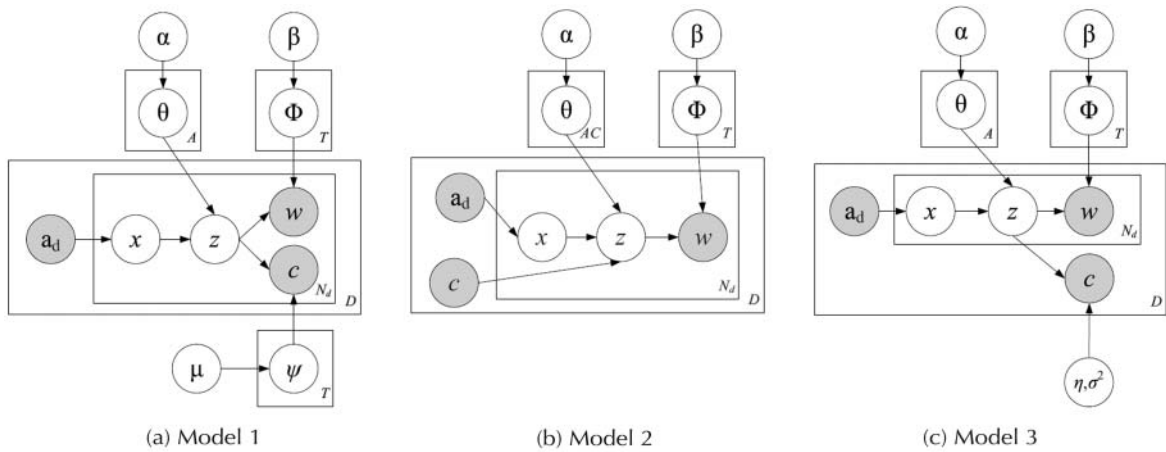 α β α β α β
θ Φ θ Φ θ Φ
A T AC T A T
D D D
a_d x z w a_d x z w a_d x z w
c N_d c N_d N_d c
D D D
μ ψ T η,σ²
(a) Model 1 (b) Model 2 (c) Model 3